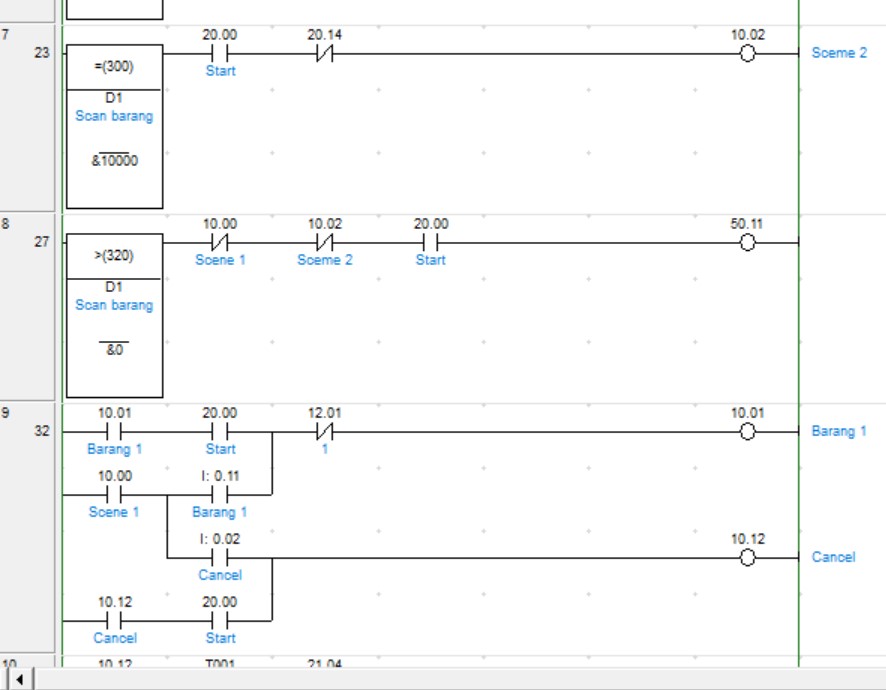 7
20.00 20.14 10.02
23
=(300)
Start
Sceme 2
D1
Scan barang
&10000
8
10.00 10.02 20.00 50.11
27
>(320)
Scene 1 Sceme 2 Start
D1
Scan barang
&0
9
10.01 20.00 12.01 10.01
32
Barang 1 Start 1 Barang 1
10.00 I: 0.11
Scene 1 Barang 1
I: 0.02 10.12
Cancel Cancel
10.12 20.00
Cancel Start
10 10.12 T001 21.04